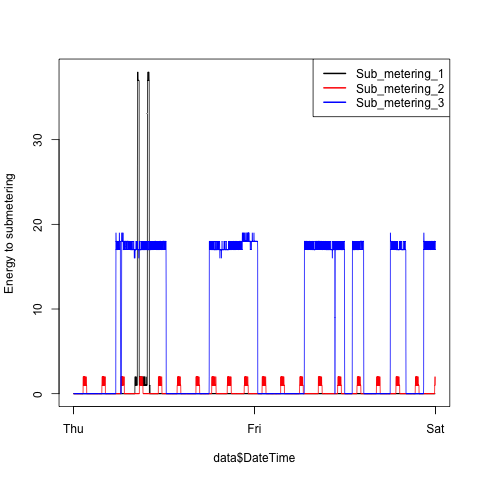 Sub_metering_1
Sub_metering_2
Sub_metering_3
Energy to submetering
30
20
10
0
Thu
Fri
Sat
data$DateTime